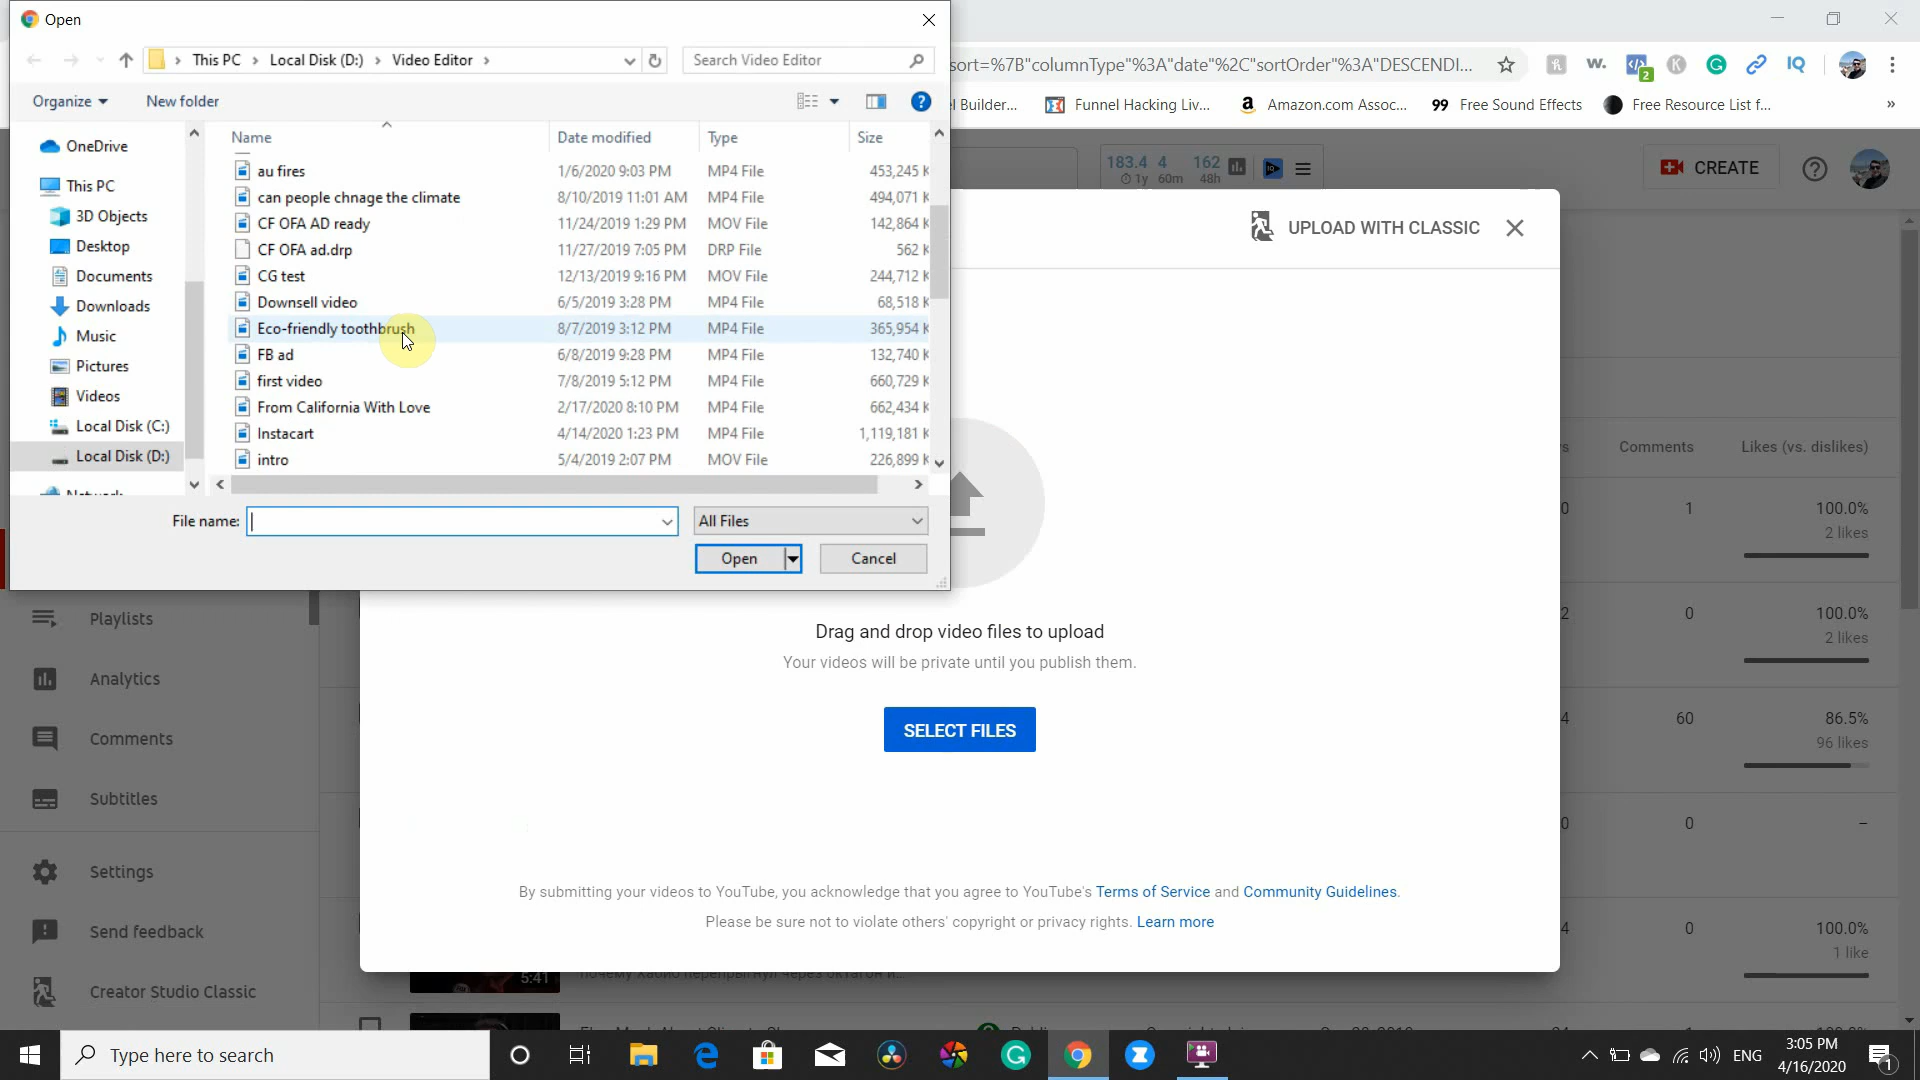 Open
This PC > Local Disk (D:) > Video Editor >
Search Video Editor
Organize
New folder
Name
Date modified
Type
Size
OneDrive
This PC
3D Objects
Desktop
Documents
Downloads
Music
Pictures
Videos
Local Disk (C:)
Local Disk (D:)
au fires 1/6/2020 9:03 PM MP4 File 453,245 K
can people chnage the climate 8/10/2019 11:01 AM MP4 File 494,071 K
CF OFA AD ready 11/24/2019 1:29 PM MOV File 142,864 K
CF OFA ad.drp 11/27/2019 7:05 PM DRP File 562 K
CG test 12/13/2019 9:16 PM MOV File 244,712 K
Downsell video 6/5/2019 3:28 PM MP4 File 68,518 K
Eco-friendly toothbrush 8/7/2019 3:12 PM MP4 File 365,954 K
FB ad 6/8/2019 9:28 PM MP4 File 132,740 K
first video 7/8/2019 5:12 PM MP4 File 660,729 K
From California With Love 2/17/2020 8:10 PM MP4 File 662,434 K
Instacart 4/14/2020 1:23 PM MP4 File 1,119,181 K
intro 5/4/2019 2:07 PM MOV File 226,899 K
File name:
All Files
Open
Cancel
sort=%7B"columnType"%3A"date"%2C"sortOrder"%3A"DESCENDI...
W.
2
K
IQ
l Builder...
Funnel Hacking Liv...
Amazon.com Assoc...
99 Free Sound Effects
Free Resource List f...
»
183.4 4 162
1y 60m 48h
CREATE
UPLOAD WITH CLASSIC
Drag and drop video files to upload
Your videos will be private until you publish them.
SELECT FILES
By submitting your videos to YouTube, you acknowledge that you agree to YouTube's Terms of Service and Community Guidelines.
Please be sure not to violate others' copyright or privacy rights. Learn more
Playlists
Analytics
Comments
Subtitles
Settings
Send feedback
Creator Studio Classic
s Comments Likes (vs. dislikes)
0 1 100.0%
2 likes
2 0 100.0%
2 likes
4 60 86.5%
96 likes
0 0 –
4 0 100.0%
1 like
5:41
Type here to search
ENG
3:05 PM
4/16/2020
1